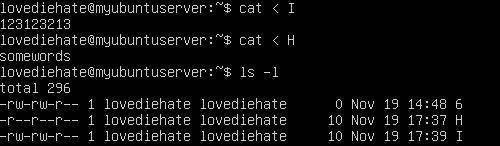 lovediehate@myubuntuserver:~$ cat < I
123123213
lovediehate@myubuntuserver:~$ cat < H
somewords
lovediehate@myubuntuserver:~$ ls -l
total 296
-rw-rw-r-- 1 lovediehate lovediehate      0 Nov 19 14:48 6
-r--r--r-- 1 lovediehate lovediehate     10 Nov 19 17:37 H
-rw-rw-r-- 1 lovediehate lovediehate     10 Nov 19 17:39 I